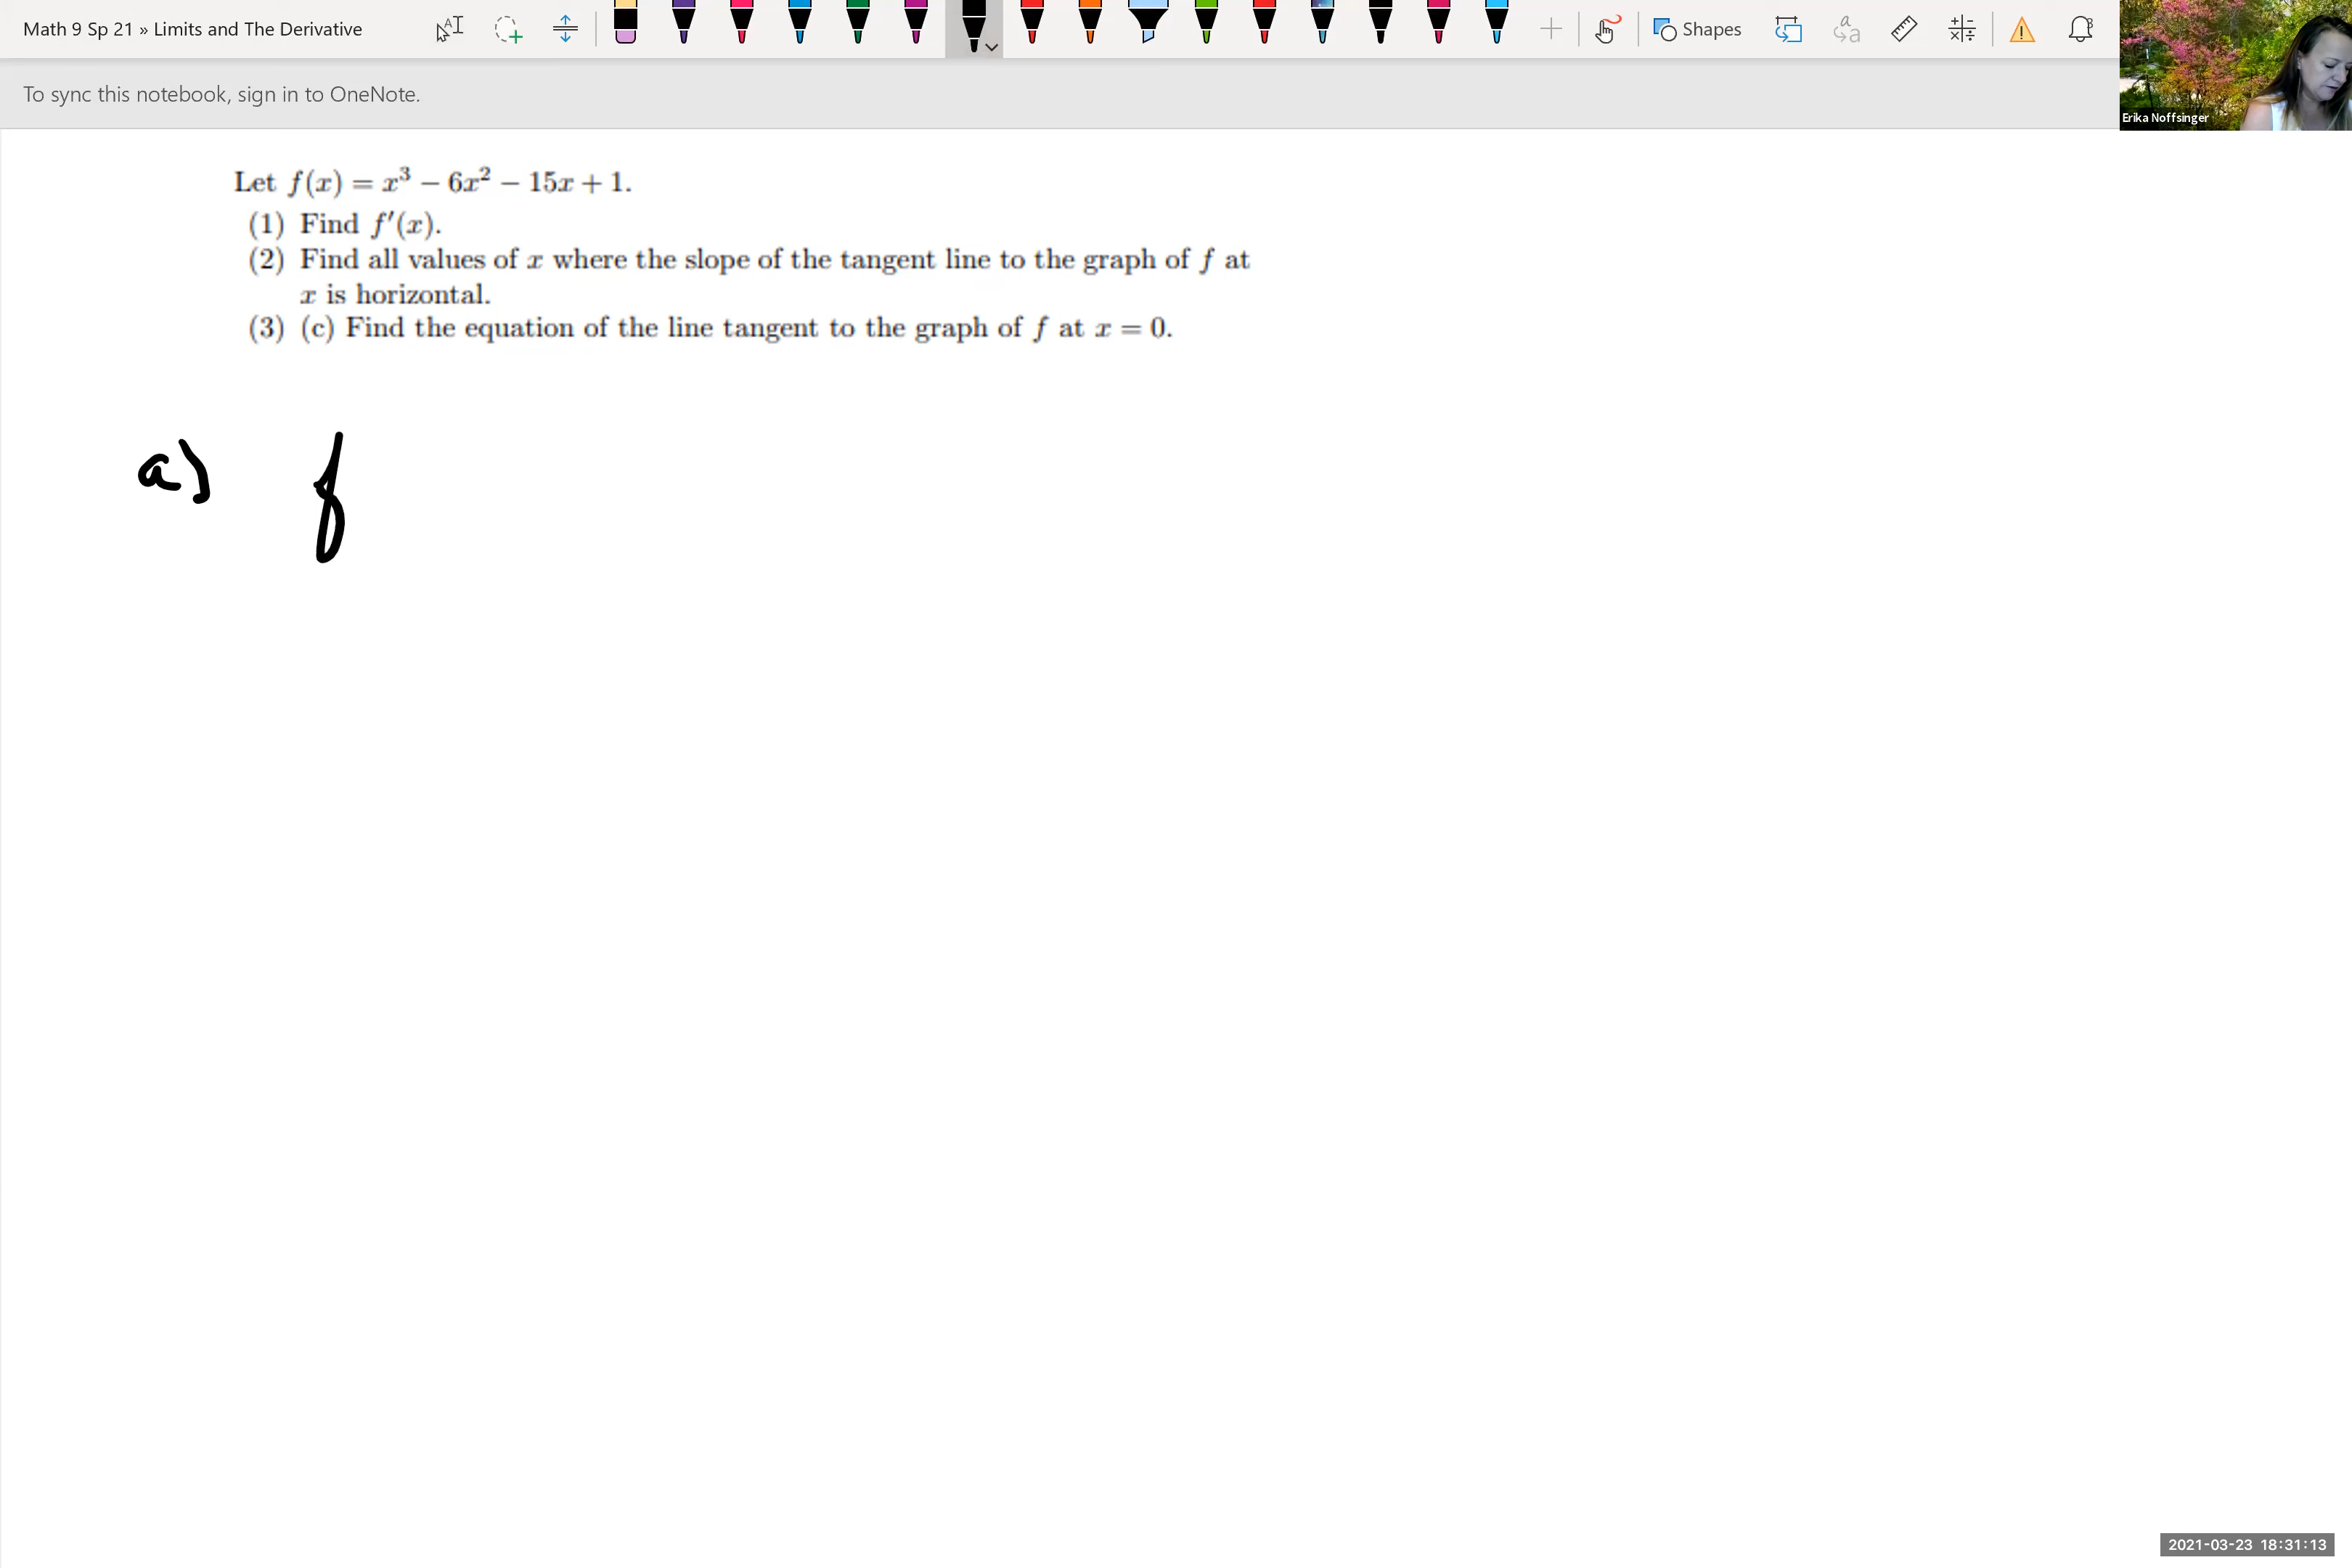 Math 9 Sp 21 » Limits and The Derivative
Shapes
To sync this notebook, sign in to OneNote.
Erika Noffsinger
Let f(x) = x³ − 6x² − 15x + 1.
(1) Find f′(x).
(2) Find all values of x where the slope of the tangent line to the graph of f at
x is horizontal.
(3) (c) Find the equation of the line tangent to the graph of f at x = 0.
a) f
2021-03-23 18:31:13